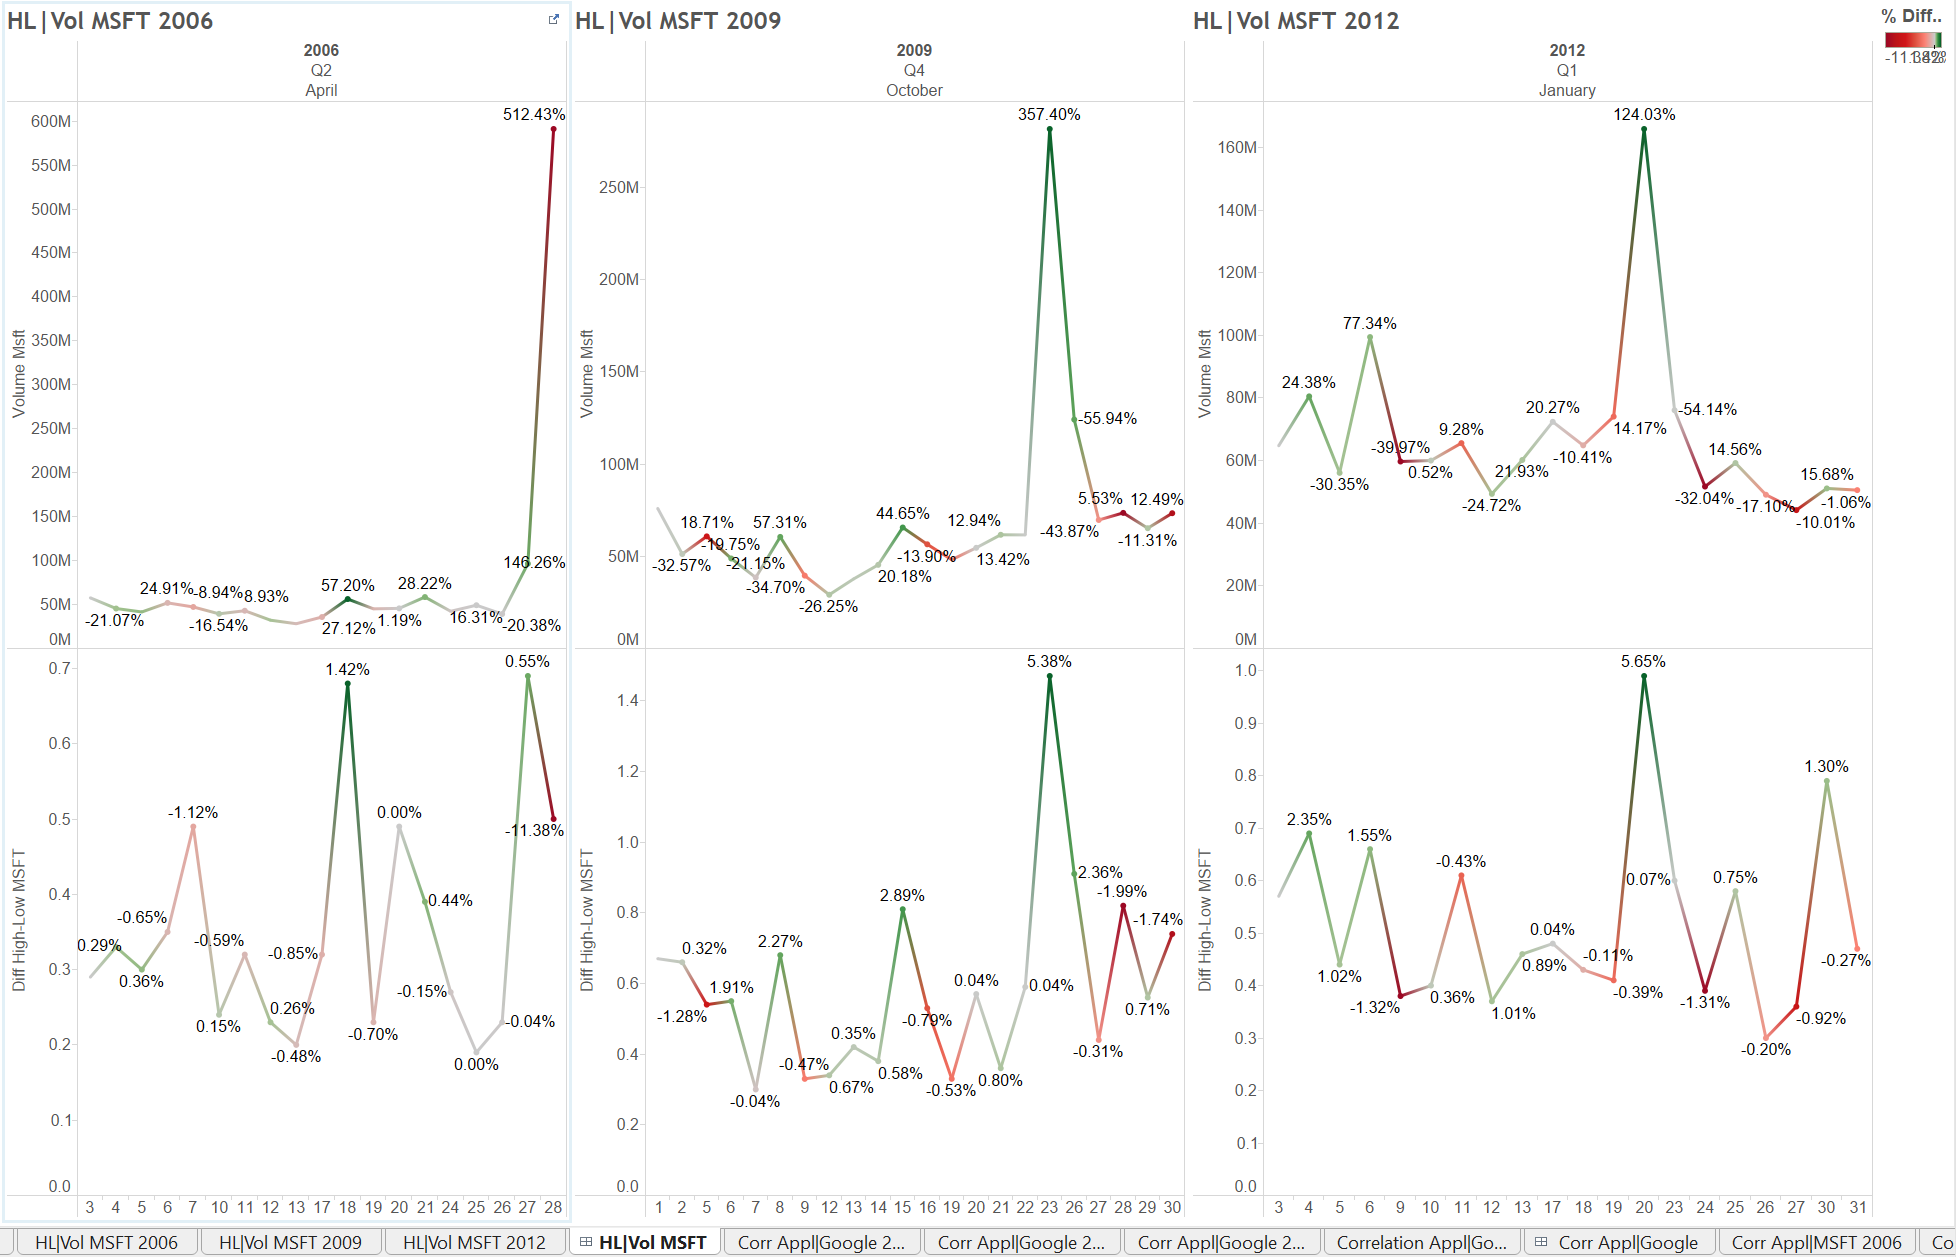 HL|Vol MSFT 2006
2006
Q2
April
Volume Msft
600M
550M
500M
450M
400M
350M
300M
250M
200M
150M
100M
50M
0M
512.43%
146.26%
24.91%
-8.94%
8.93%
57.20%
28.22%
-21.07%
-16.54%
27.12%
1.19%
16.31%
-20.38%
Diff High-Low MSFT
0.7
0.6
0.5
0.4
0.3
0.2
0.1
0.0
0.55%
1.42%
-1.12%
0.00%
-11.38%
0.44%
-0.65%
0.29%
-0.59%
-0.85%
0.36%
-0.15%
0.26%
0.15%
-0.04%
-0.70%
-0.48%
0.00%
3 4 5 6 7 10 11 12 13 17 18 19 20 21 24 25 26 27 28
HL|Vol MSFT 2009
2009
Q4
October
Volume Msft
250M
200M
150M
100M
50M
0M
357.40%
-55.94%
5.53%
12.49%
44.65%
18.71%
57.31%
12.94%
-43.87%
-11.31%
-19.75%
-13.90%
13.42%
-32.57%
-21.15%
20.18%
-34.70%
-26.25%
Diff High-Low MSFT
1.4
1.2
1.0
0.8
0.6
0.4
0.2
0.0
5.38%
2.36%
-1.99%
2.89%
-1.74%
0.32%
2.27%
1.91%
0.04%
0.04%
-1.28%
-0.79%
0.71%
0.35%
-0.31%
-0.47%
0.67%
0.58%
-0.53%
0.80%
-0.04%
1 2 5 6 7 8 9 12 13 14 15 16 19 20 21 22 23 26 27 28 29 30
HL|Vol MSFT 2012
2012
Q1
January
Volume Msft
160M
140M
120M
100M
80M
60M
40M
20M
0M
124.03%
77.34%
24.38%
20.27%
-54.14%
9.28%
14.17%
-39.97%
-10.41%
14.56%
0.52%
21.93%
15.68%
-30.35%
-24.72%
-32.04%
-17.10%
-1.06%
-10.01%
Diff High-Low MSFT
1.0
0.9
0.8
0.7
0.6
0.5
0.4
0.3
0.2
0.1
0.0
5.65%
1.30%
2.35%
1.55%
-0.43%
0.07%
0.75%
0.04%
-0.11%
0.89%
-0.27%
1.02%
0.36%
-0.39%
-1.32%
1.01%
-1.31%
-0.92%
-0.20%
3 4 5 6 9 10 11 12 13 17 18 19 20 23 24 25 26 27 30 31
% Diff..
HL|Vol MSFT 2006
HL|Vol MSFT 2009
HL|Vol MSFT 2012
HL|Vol MSFT
Corr Appl|Google 2...
Corr Appl|Google 2...
Corr Appl|Google 2...
Correlation Appl|Go...
Corr Appl|Google
Corr Appl|MSFT 2006
Co